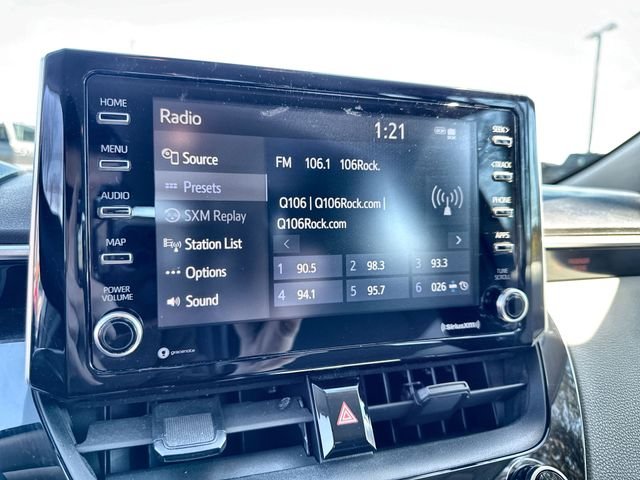 HOME
MENU
AUDIO
MAP
POWER
VOLUME
Radio
1:21
Source
Presets
SXM Replay
Station List
Options
Sound
FM 106.1 106Rock.
Q106 | Q106Rock.com |
Q106Rock.com
1 90.5 2 98.3 3 93.3
4 94.1 5 95.7 6 026
SEEK>
<TRACK
PHONE
APPS
TUNE
SCROLL
gracenote
SiriusXM